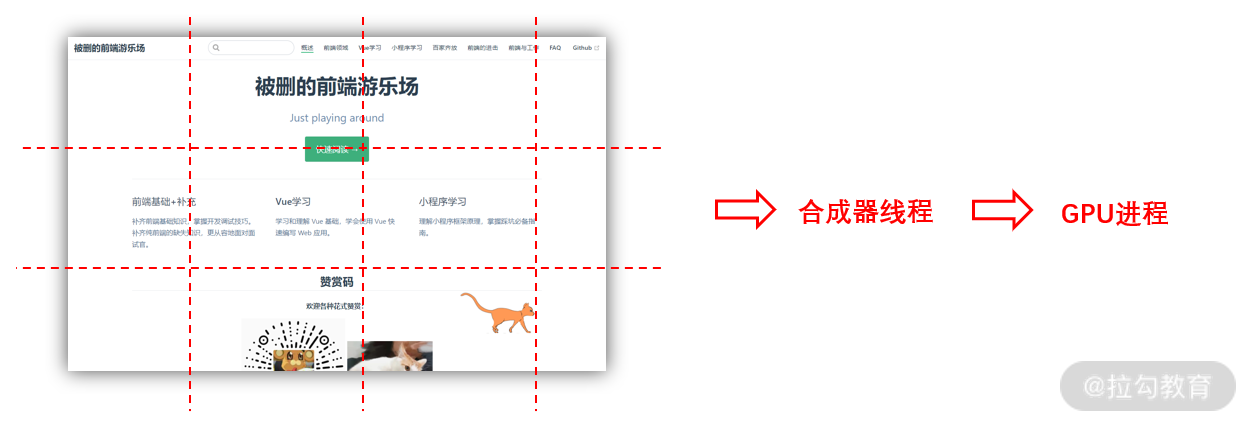 被删的前端游乐场
概述 前端领域 Vue学习 小程序学习 百家齐放 前端的进击 前端与工作 FAQ Github
被删的前端游乐场
Just playing around
前端基础+补充
补齐前端基础知识，掌握开发调试技巧。
补齐纯前端的缺失知识，更从容地面对面
试官。
Vue学习
学习和理解 Vue 基础，学会使用 Vue 快
速编写 Web 应用。
小程序学习
理解小程序框架原理，掌握踩坑必备指
南。
赞赏码
欢迎各种花式赞赏
合成器线程
GPU进程
@拉勾教育